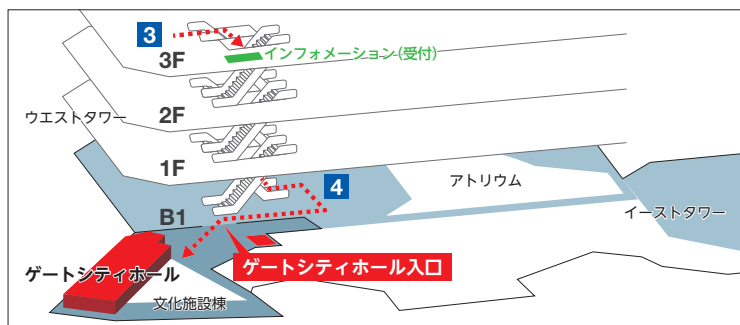 3
3F
インフォメーション(受付)
ウエストタワー
2F
1F
4
アトリウム
B1
イーストタワー
ゲートシティホール
ゲートシティホール入口
文化施設棟